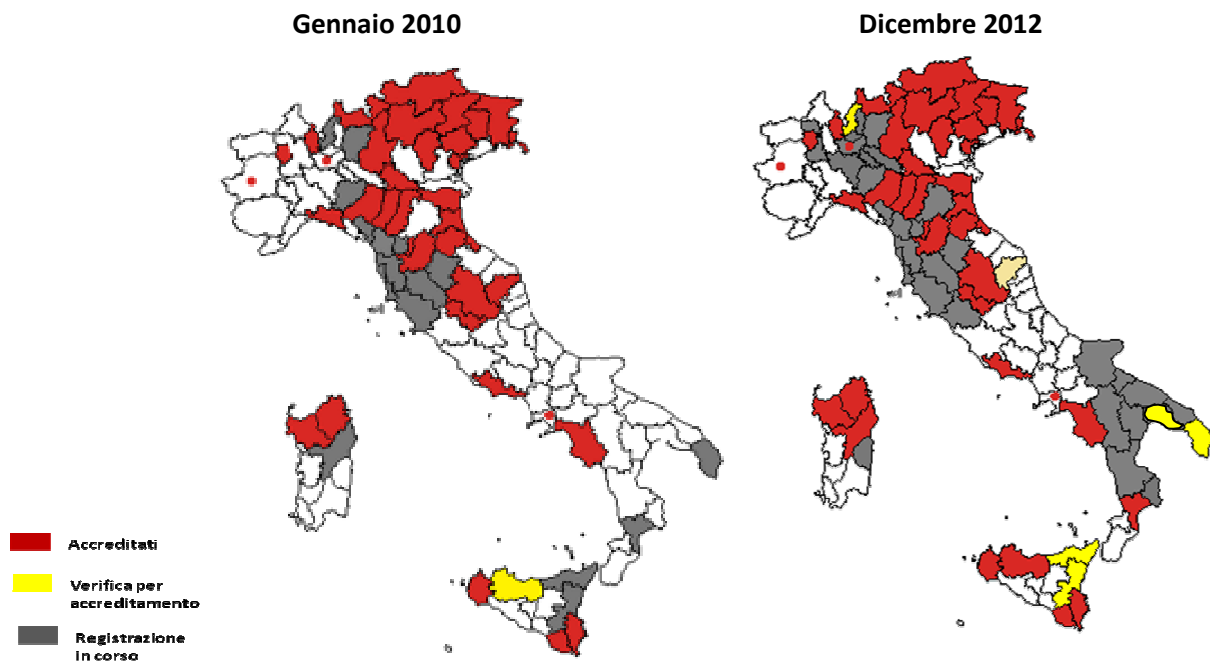 Gennaio 2010
Dicembre 2012
Accreditati
Verifica per
accreditamento
Registrazione
in corso